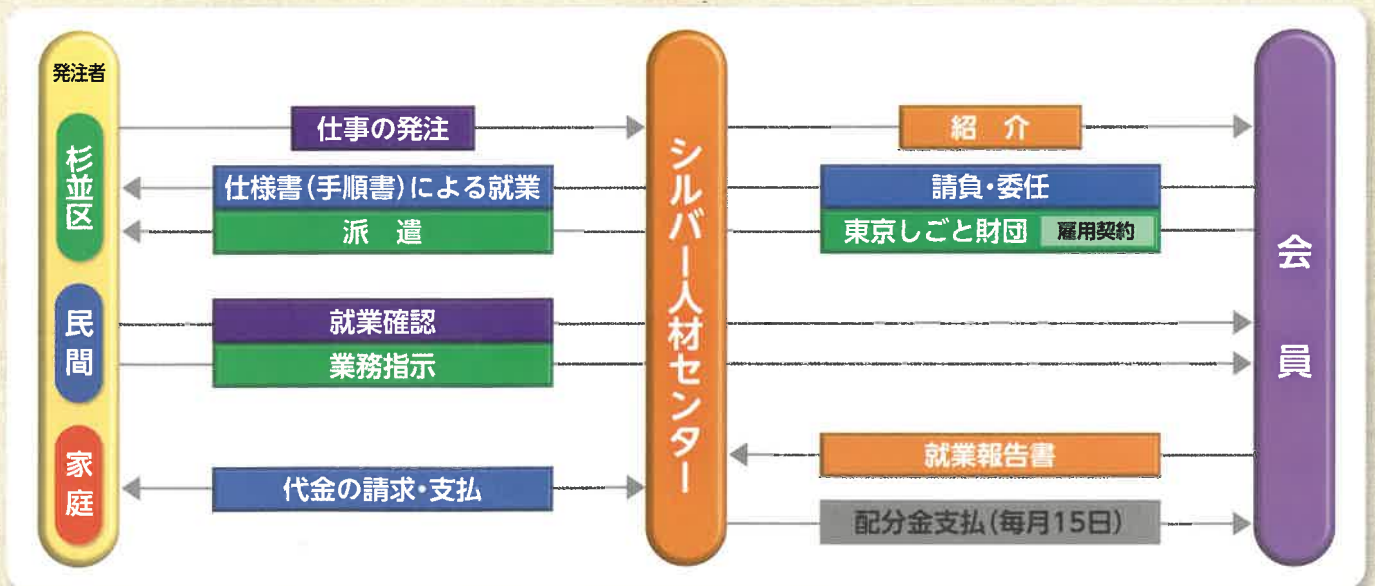 発注者
杉並区
民間
家庭
仕事の発注
仕様書(手順書)による就業
派 遣
就業確認
業務指示
代金の請求・支払
シルバー人材センター
紹 介
請負・委任
東京しごと財団 雇用契約
就業報告書
配分金支払(毎月15日)
会員